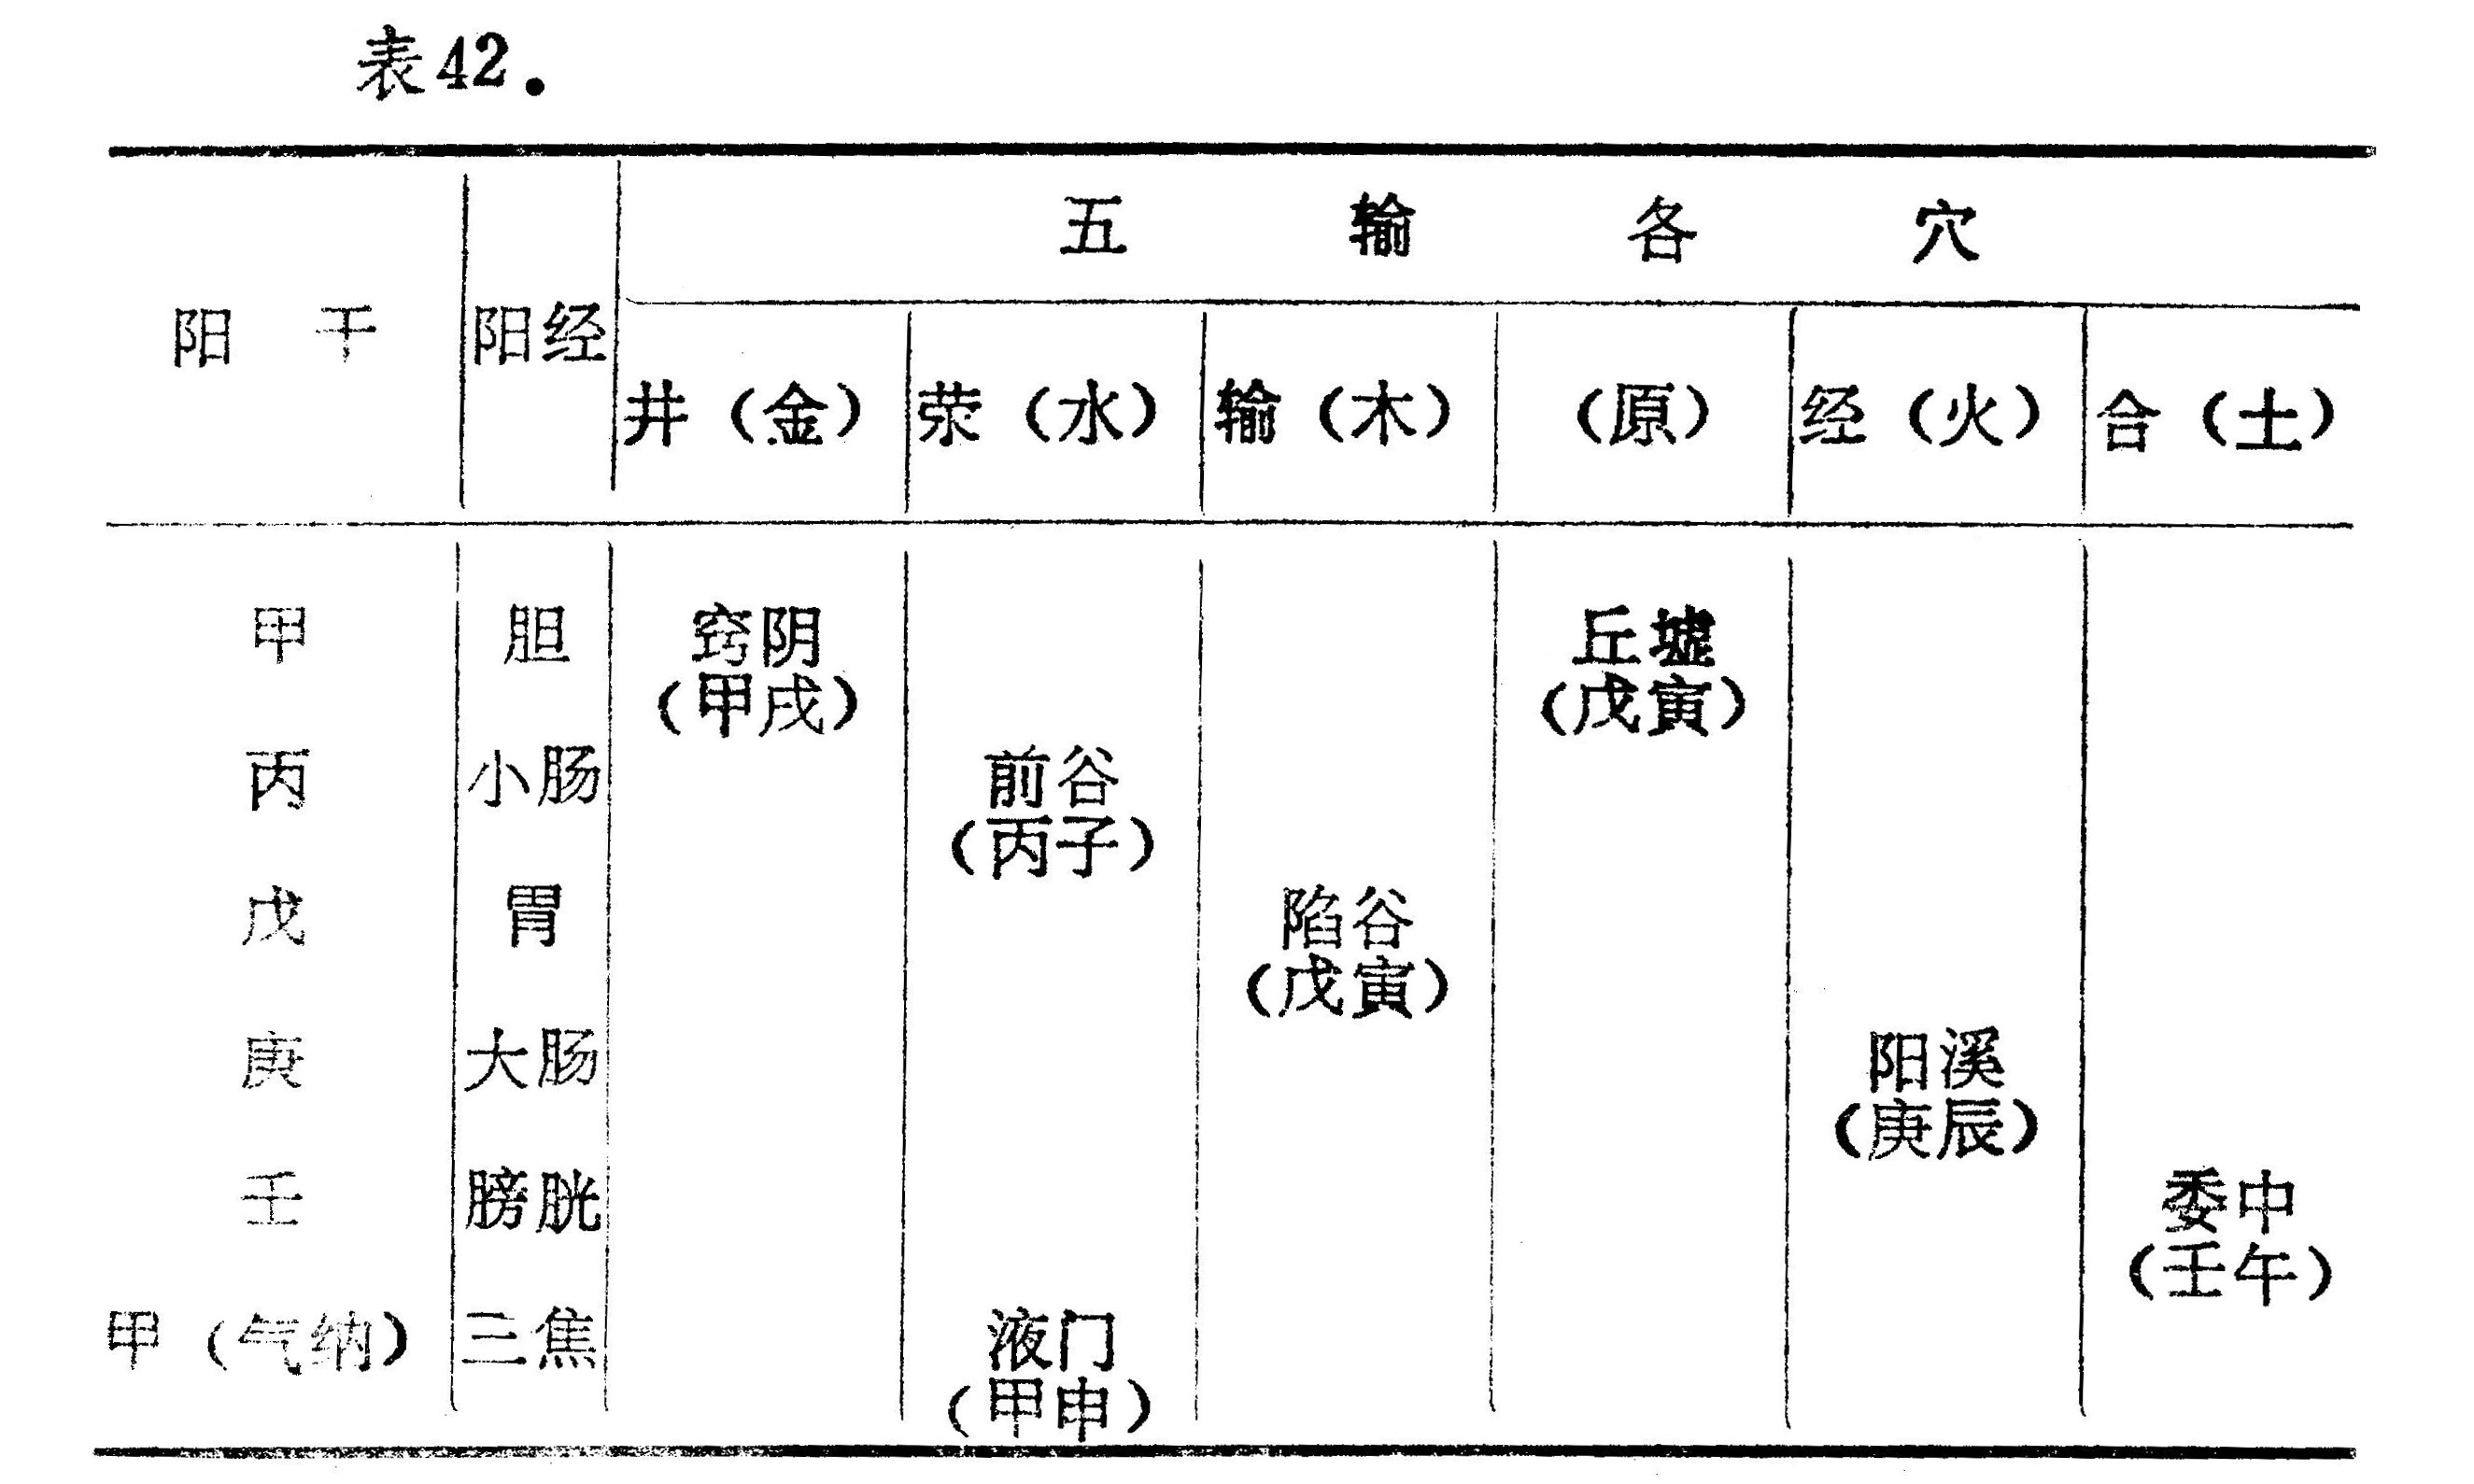 表42.
五输各穴
阳干 阳经 井（金） 荥（水） 输（木） （原） 经（火） 合（土）
甲 胆 窍阴 丘墟
（甲戌） （戊寅）
丙 小肠 前谷
（丙子）
戊 胃 陷谷
（戊寅）
庚 大肠 阳溪
（庚辰）
壬 膀胱 委中
（壬午）
甲（气纳） 三焦 液门
（甲申）